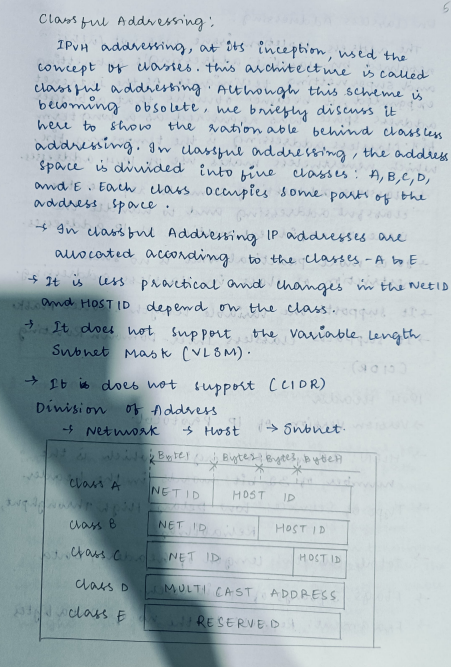 5
Classful Addressing:
IPvH addressing, at its inception, used the
concept of classes. this architecture is called
classful addressing. Although this scheme is
becoming obsolete, we briefly discuss it
here to show the rationable behind classless
addressing. In classful addressing, the address
space is divided into five classes: A, B, C, D,
and E. Each class occupies some parts of the
address space.
→ In classful Addressing IP addresses are
allocated according to the classes - A to E
→ It is less practical and changes in the NetID
and HOST ID depend on the class.
→ It does not support the Variable Length
Subnet Mask (VLSM).
→ It is does not support (CIDR)
Division of Address
→ Network → Host → Subnet.
Byte1 Byte2 Byte3 Byte4
Class A NET ID HOST ID
Class B NET ID HOST ID
Class C NET ID HOST ID
Class D MULTI CAST ADDRESS
Class E RESERVED